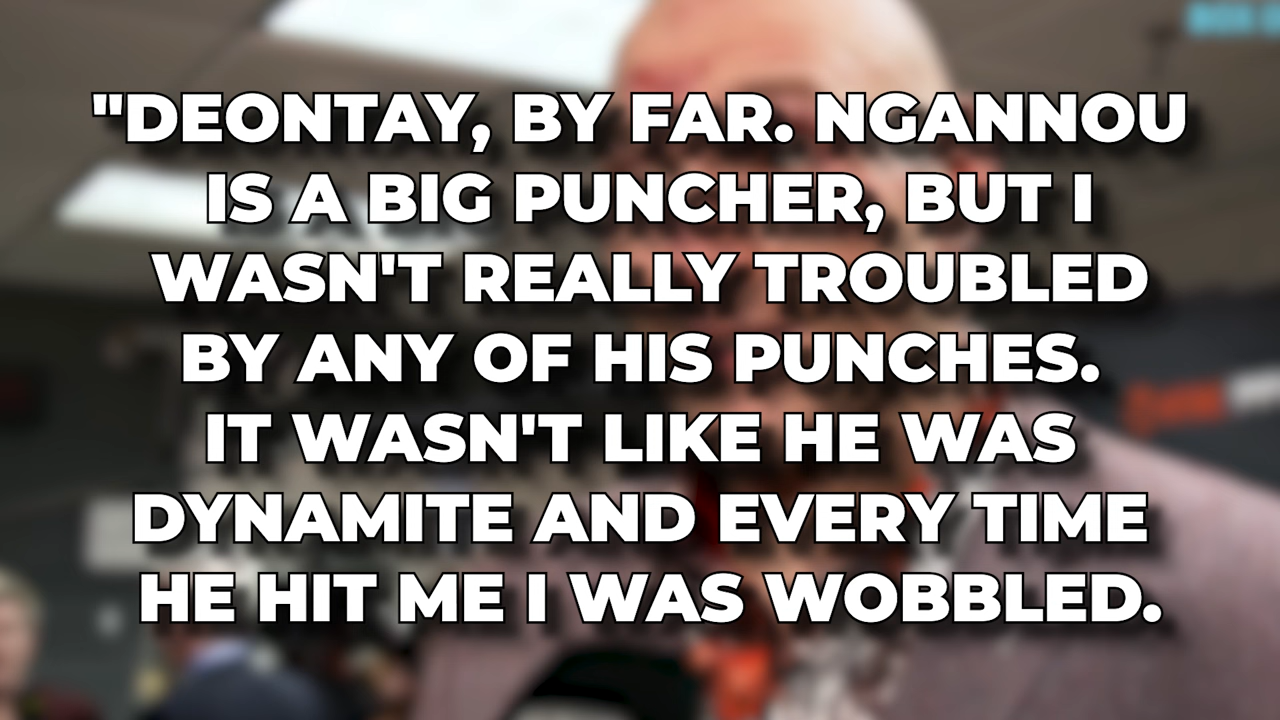 "DEONTAY, BY FAR. NGANNOU
IS A BIG PUNCHER, BUT I
WASN'T REALLY TROUBLED
BY ANY OF HIS PUNCHES.
IT WASN'T LIKE HE WAS
DYNAMITE AND EVERY TIME
HE HIT ME I WAS WOBBLED.